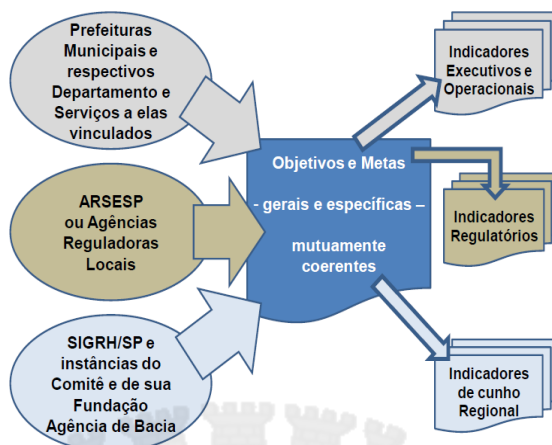 Prefeituras
Municipais e
respectivos
Departamento e
Serviços a elas
vinculados
ARSESP
ou Agências
Reguladoras
Locais
SIGRH/SP e
instâncias do
Comitê e de sua
Fundação
Agência de Bacia
Objetivos e Metas
- gerais e específicas –
mutuamente
coerentes
Indicadores
Executivos e
Operacionais
Indicadores
Regulatórios
Indicadores
de cunho
Regional